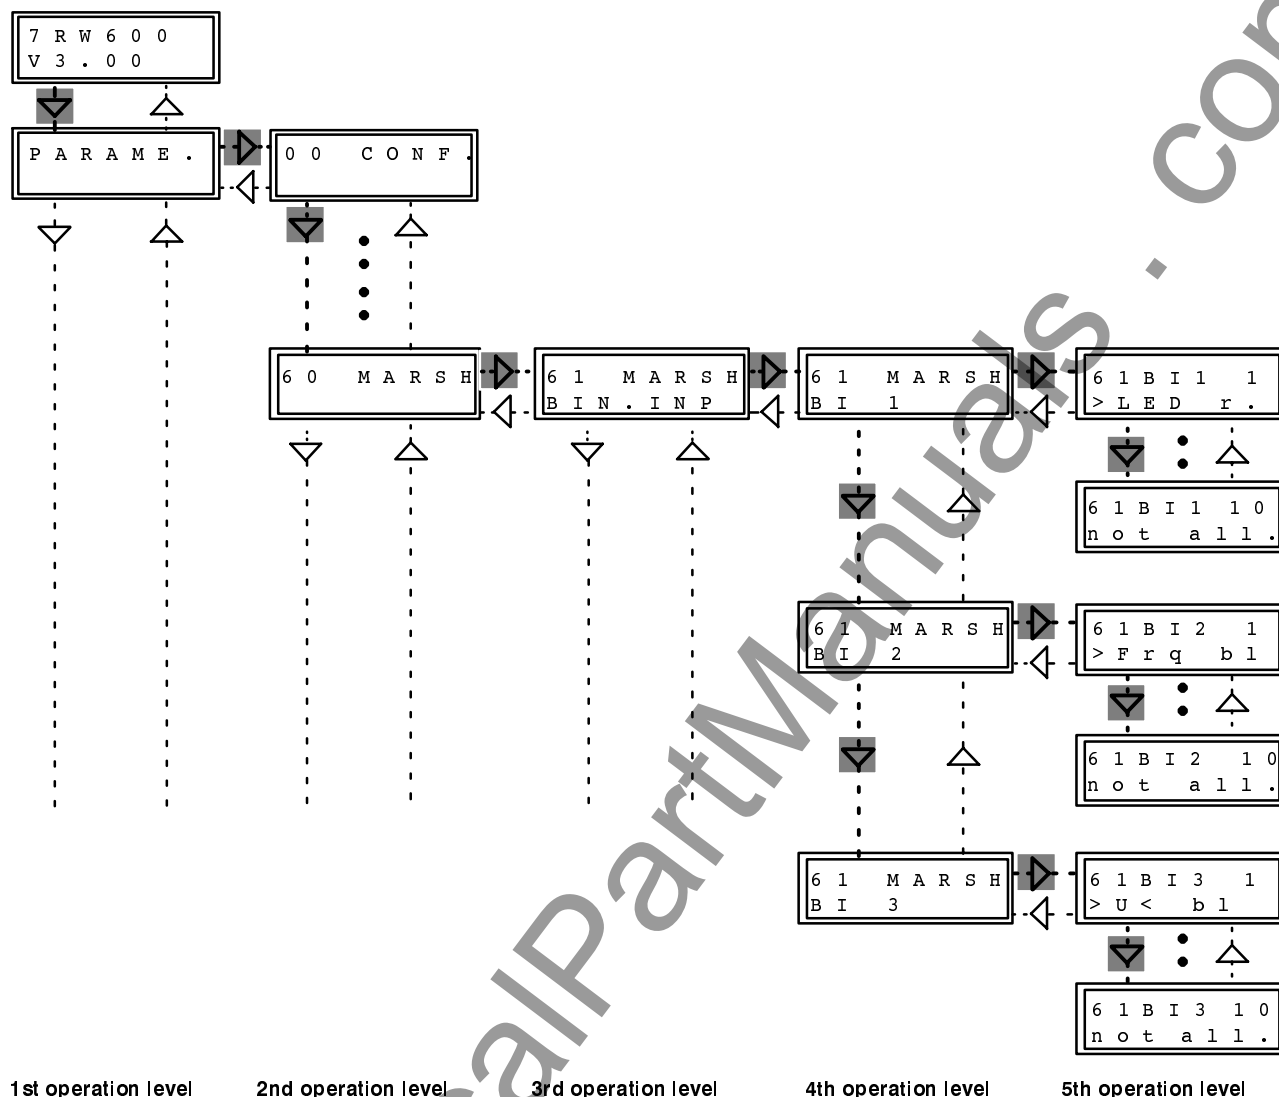 7RW600
V3.00
PARAME.
00 CONF.
60 MARSH
61 MARSH
BIN.INP
61 MARSH
BI 1
61BI1 1
>LED r.
61BI1 10
not all.
61 MARSH
BI 2
61BI2 1
>Frq bl
61BI2 10
not all.
61 MARSH
BI 3
61BI3 1
>U< bl
61BI3 10
not all.
1st operation level
2nd operation level
3rd operation level
4th operation level
5th operation level
calPartManuals . com